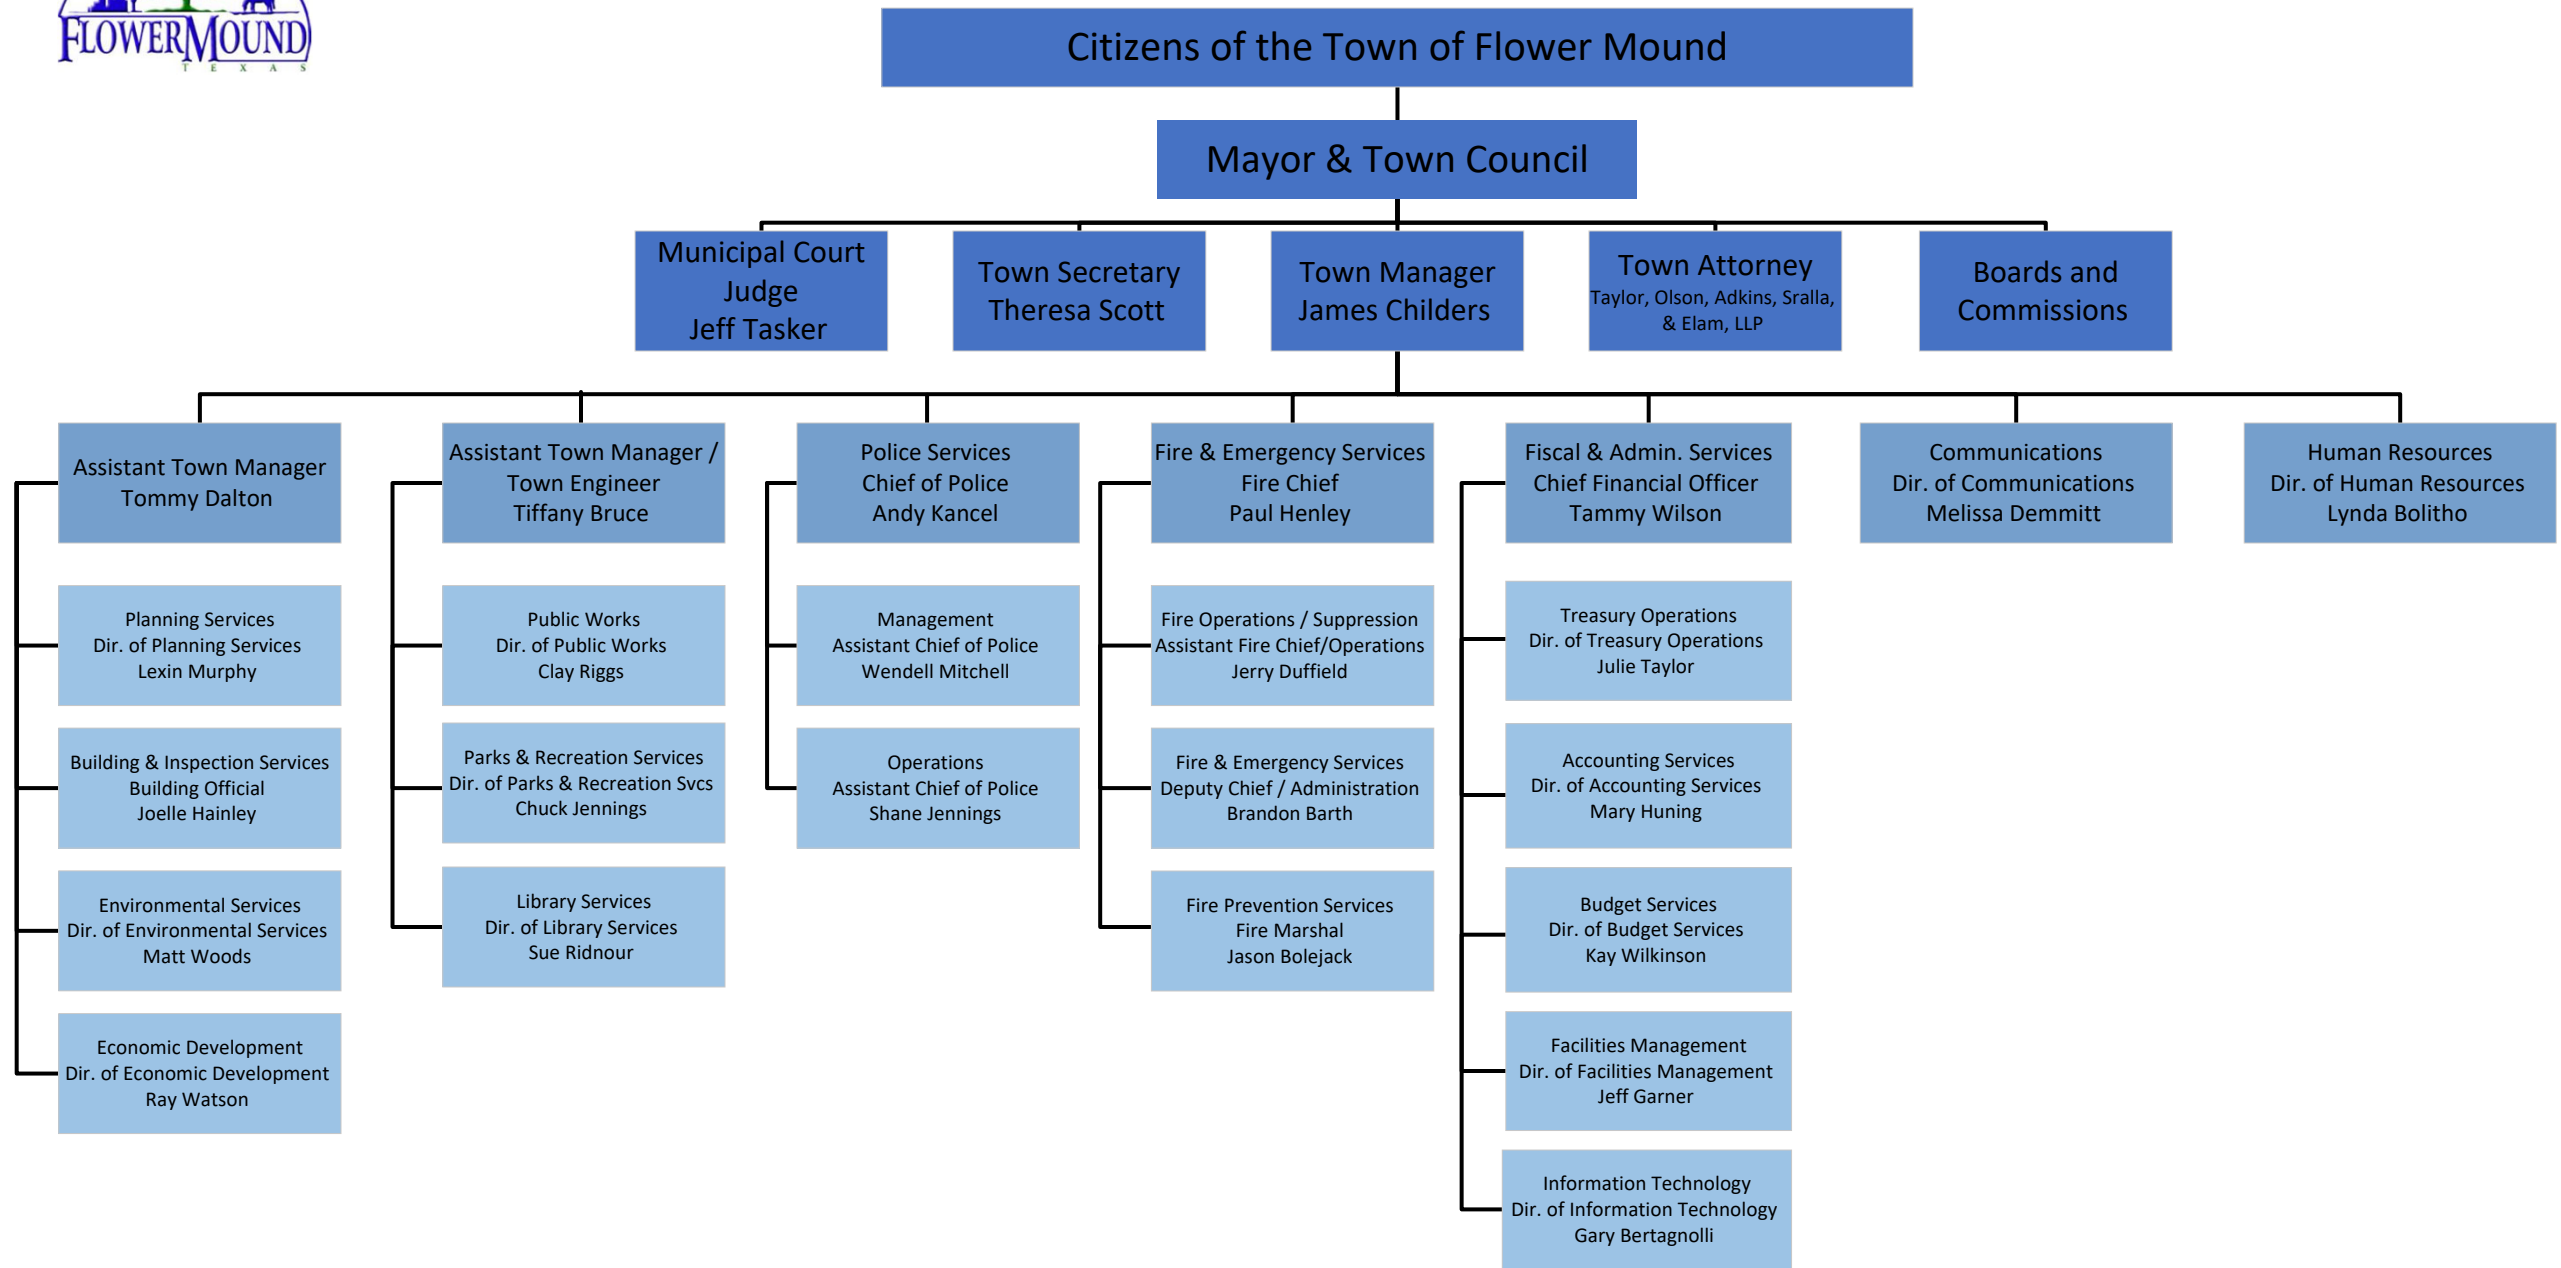 FLOWER MOUND
TEXAS
Citizens of the Town of Flower Mound
Mayor & Town Council
Municipal Court
Judge
Jeff Tasker
Town Secretary
Theresa Scott
Town Manager
James Childers
Town Attorney
Taylor, Olson, Adkins, Sralla,
& Elam, LLP
Boards and
Commissions
Assistant Town Manager
Tommy Dalton
Planning Services
Dir. of Planning Services
Lexin Murphy
Building & Inspection Services
Building Official
Joelle Hainley
Environmental Services
Dir. of Environmental Services
Matt Woods
Economic Development
Dir. of Economic Development
Ray Watson
Assistant Town Manager /
Town Engineer
Tiffany Bruce
Public Works
Dir. of Public Works
Clay Riggs
Parks & Recreation Services
Dir. of Parks & Recreation Svcs
Chuck Jennings
Library Services
Dir. of Library Services
Sue Ridnour
Police Services
Chief of Police
Andy Kancel
Management
Assistant Chief of Police
Wendell Mitchell
Operations
Assistant Chief of Police
Shane Jennings
Fire & Emergency Services
Fire Chief
Paul Henley
Fire Operations / Suppression
Assistant Fire Chief/Operations
Jerry Duffield
Fire & Emergency Services
Deputy Chief / Administration
Brandon Barth
Fire Prevention Services
Fire Marshal
Jason Bolejack
Fiscal & Admin. Services
Chief Financial Officer
Tammy Wilson
Treasury Operations
Dir. of Treasury Operations
Julie Taylor
Accounting Services
Dir. of Accounting Services
Mary Huning
Budget Services
Dir. of Budget Services
Kay Wilkinson
Facilities Management
Dir. of Facilities Management
Jeff Garner
Information Technology
Dir. of Information Technology
Gary Bertagnolli
Communications
Dir. of Communications
Melissa Demmitt
Human Resources
Dir. of Human Resources
Lynda Bolitho